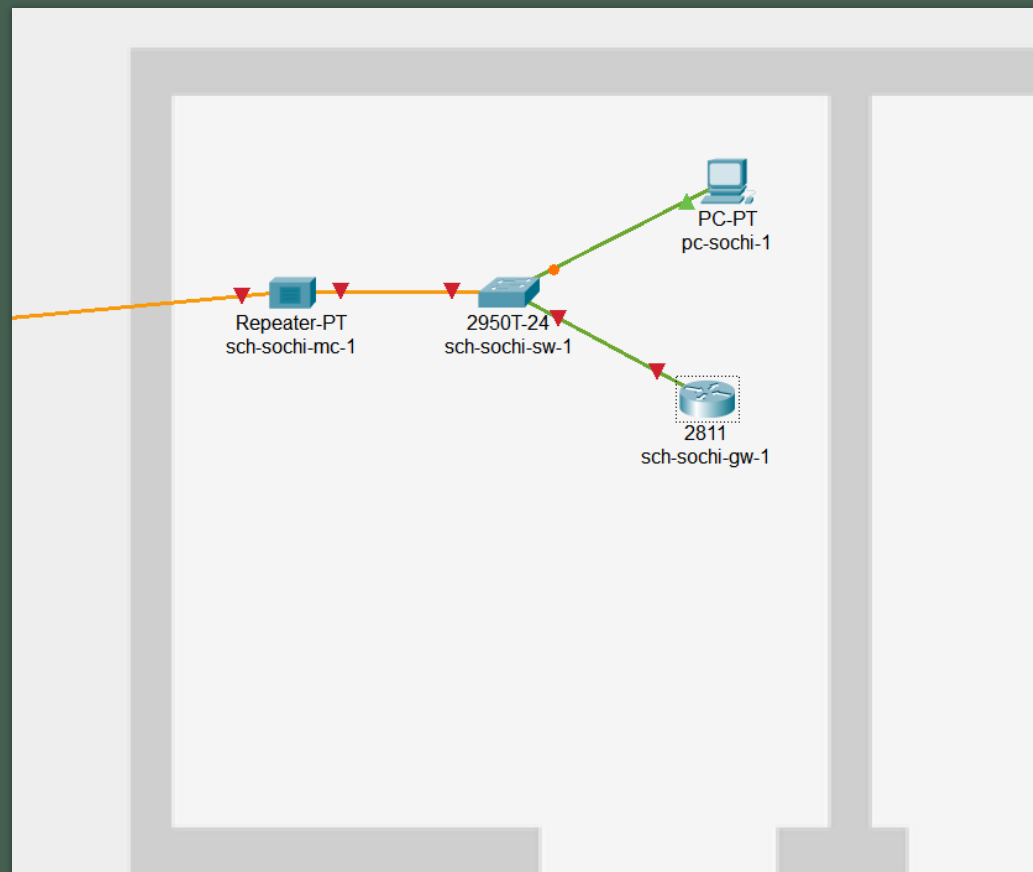 PC-PT
pc-sochi-1
Repeater-PT
sch-sochi-mc-1
2950T-24
sch-sochi-sw-1
2811
sch-sochi-gw-1